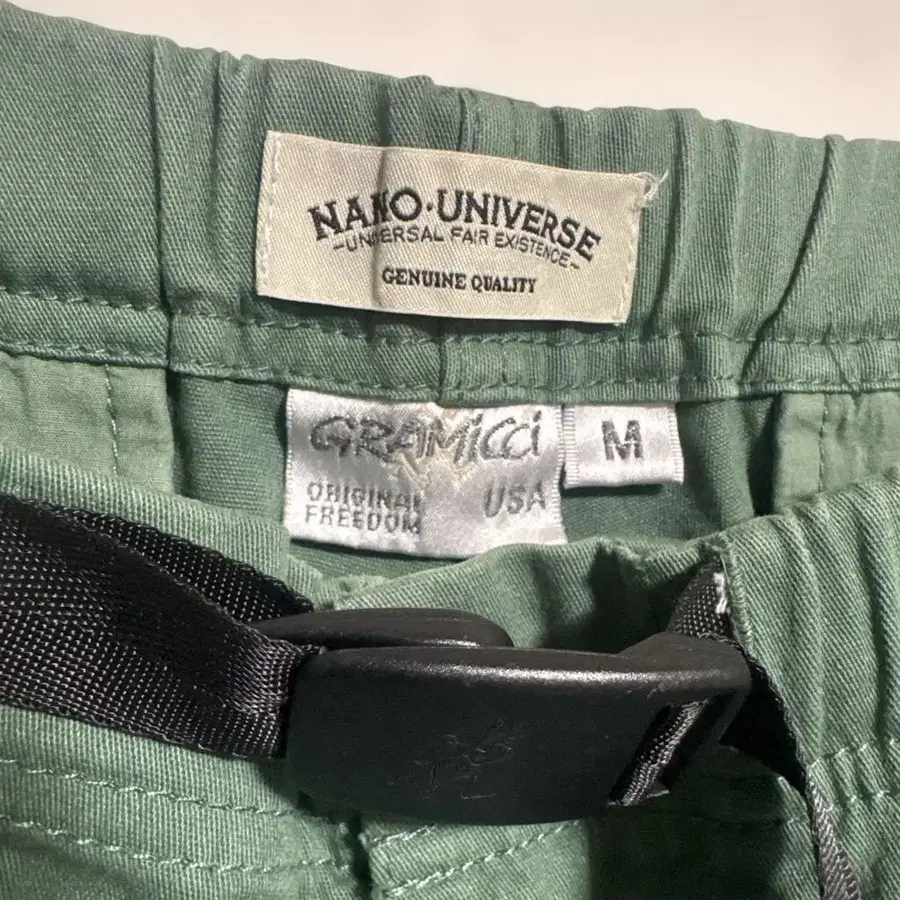 NANO·UNIVERSE
-UNIVERSAL FAIR EXISTENCE-
GENUINE QUALITY
GRAMiCCi
M
ORIGINAL
FREEDOM
USA